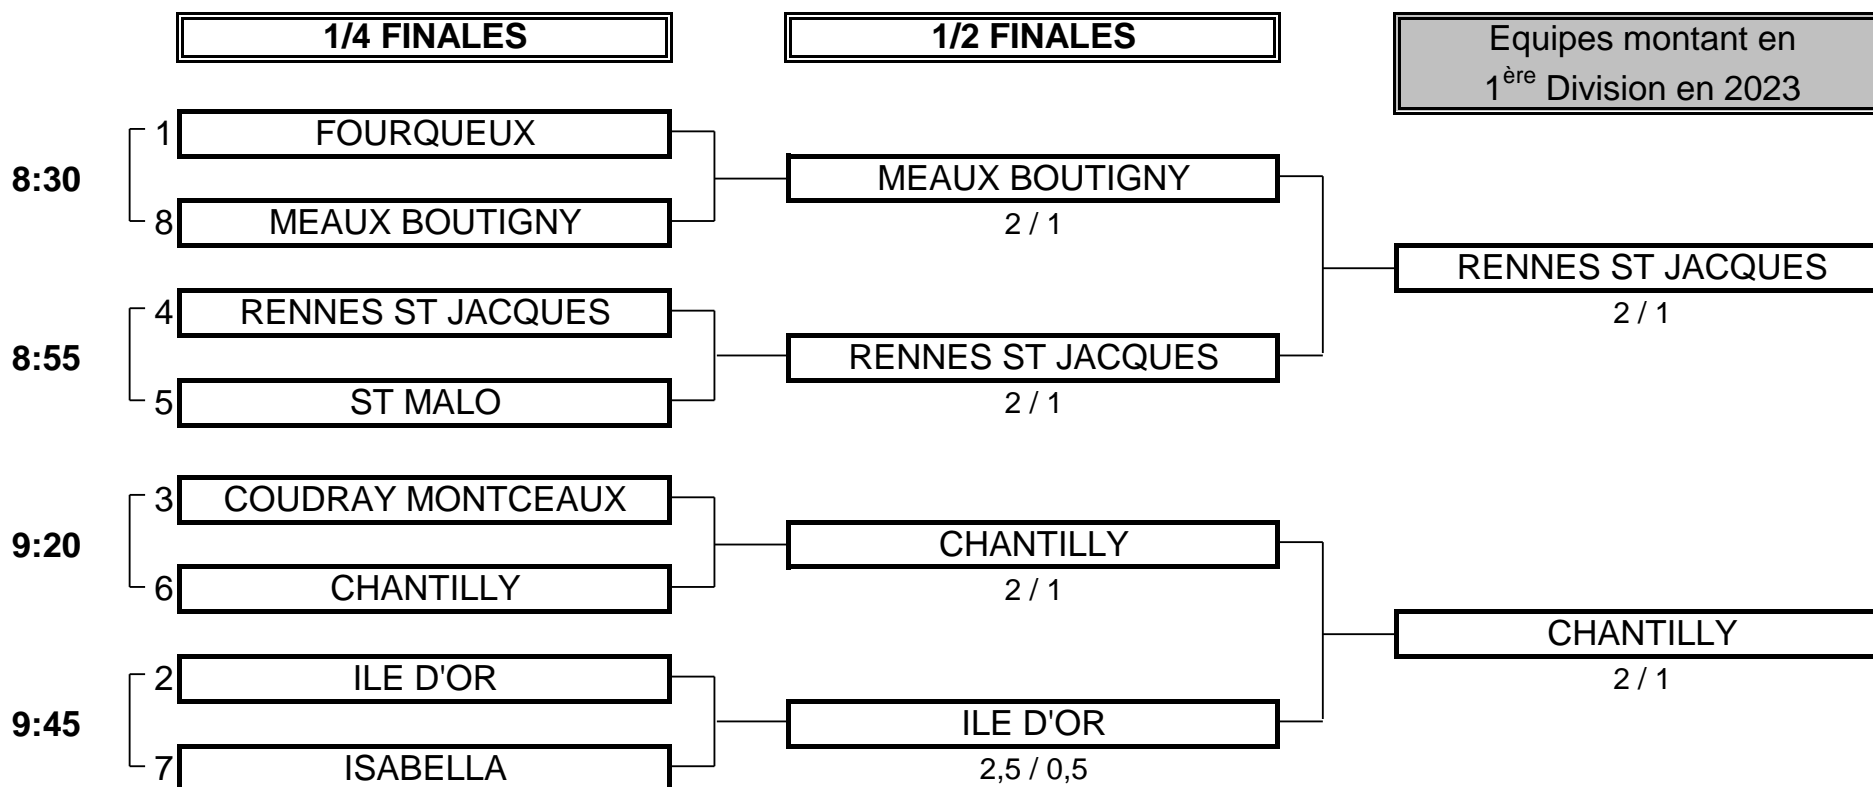 1/4 FINALES
1/2 FINALES
Equipes montant en
1ère Division en 2023
8:30
1 FOURQUEUX
8 MEAUX BOUTIGNY
MEAUX BOUTIGNY
2 / 1
8:55
4 RENNES ST JACQUES
5 ST MALO
RENNES ST JACQUES
2 / 1
RENNES ST JACQUES
2 / 1
9:20
3 COUDRAY MONTCEAUX
6 CHANTILLY
CHANTILLY
2 / 1
9:45
2 ILE D'OR
7 ISABELLA
ILE D'OR
2,5 / 0,5
CHANTILLY
2 / 1